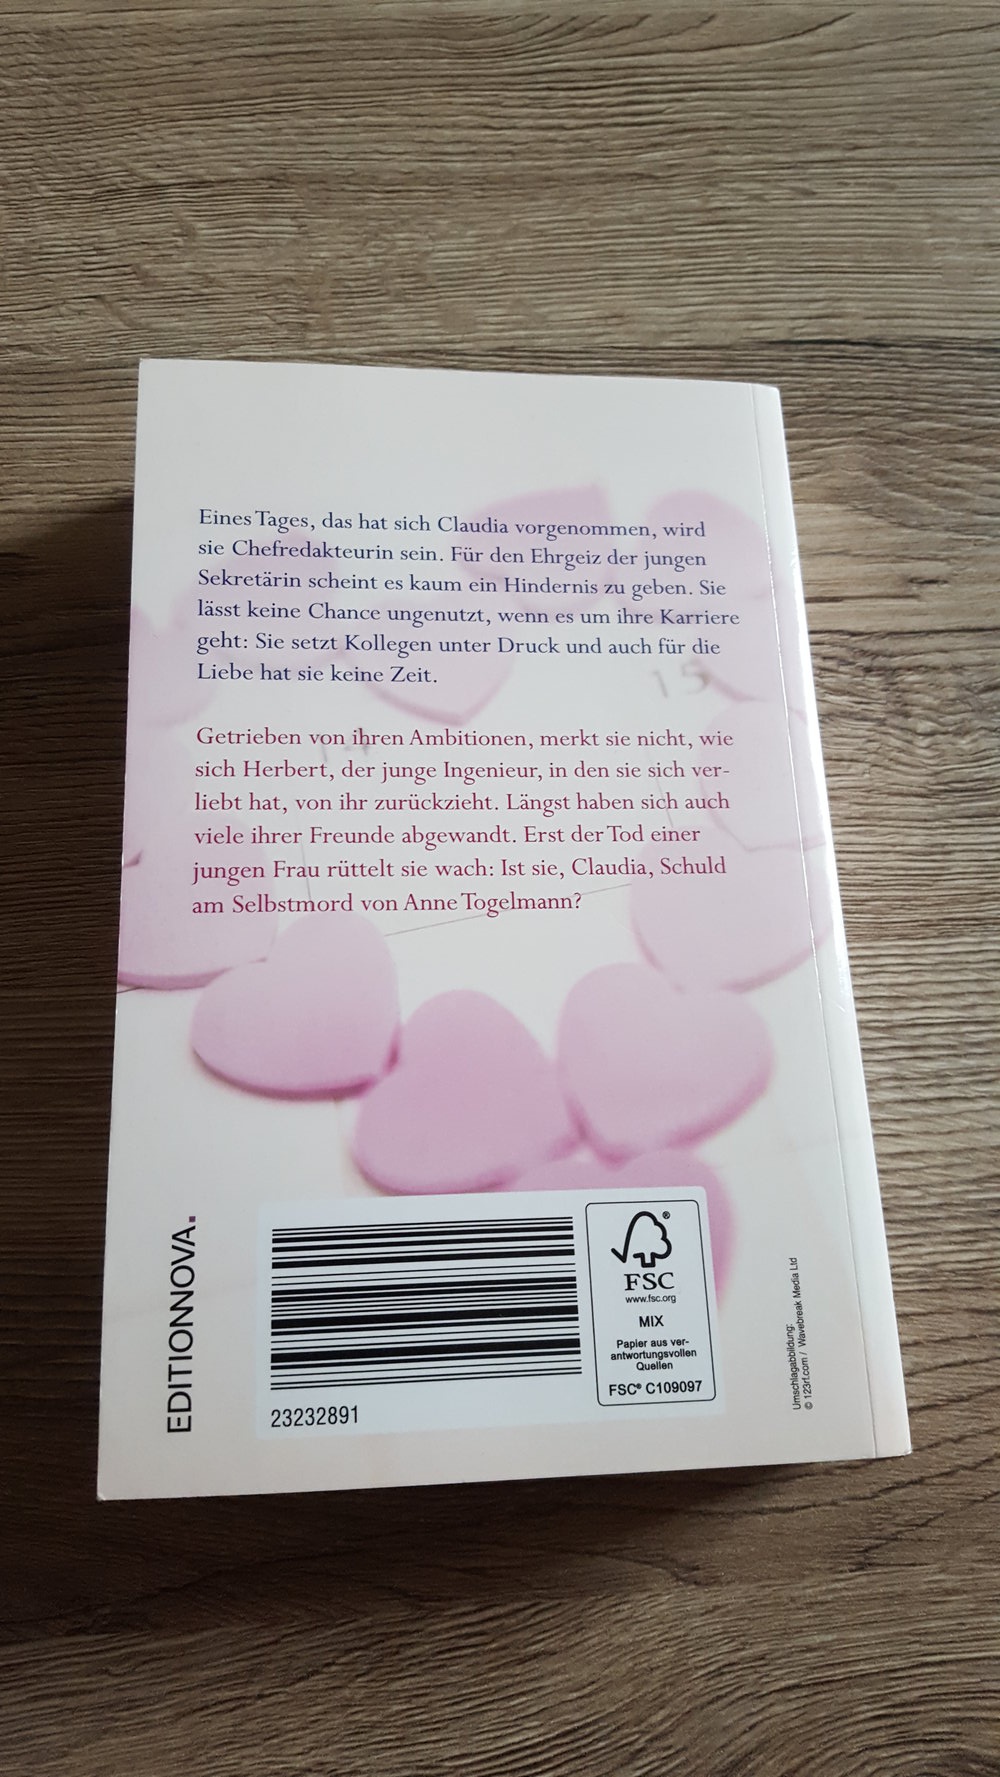 Eines Tages, das hat sich Claudia vorgenommen, wird
sie Chefredakteurin sein. Für den Ehrgeiz der jungen
Sekretärin scheint es kaum ein Hindernis zu geben. Sie
lässt keine Chance ungenutzt, wenn es um ihre Karriere
geht: Sie setzt Kollegen unter Druck und auch für die
Liebe hat sie keine Zeit.
15
Getrieben von ihren Ambitionen, merkt sie nicht, wie
sich Herbert, der junge Ingenieur, in den sie sich ver-
liebt hat, von ihr zurückzieht. Längst haben sich auch
viele ihrer Freunde abgewandt. Erst der Tod einer
jungen Frau rüttelt sie wach: Ist sie, Claudia, Schuld
am Selbstmord von Anne Togelmann?
EDITIONNOVA.
23232891
®
FSC
www.fsc.org
MIX
Papier aus ver-
antwortungsvollen
Quellen
FSC® C109097
Umschlagabbildung:
© 123rf.com / Wavebreak Media Ltd